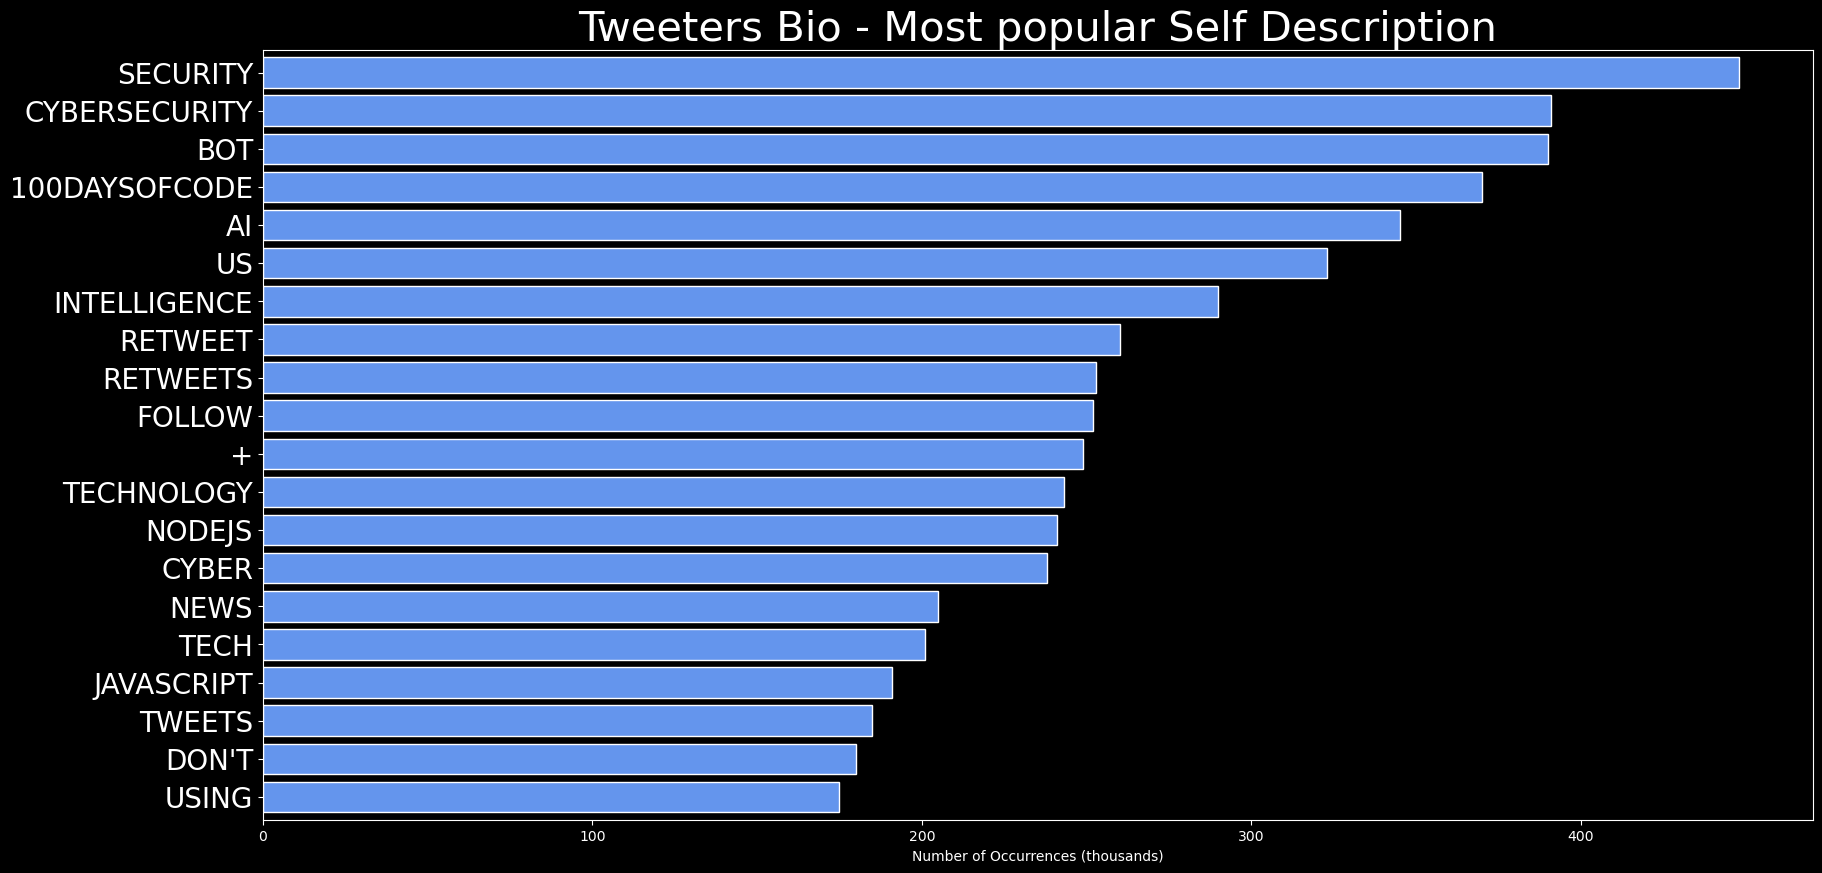 Tweeters Bio - Most popular Self Description
SECURITY
CYBERSECURITY
BOT
100DAYSOFCODE
AI
US
INTELLIGENCE
RETWEET
RETWEETS
FOLLOW
+
TECHNOLOGY
NODEJS
CYBER
NEWS
TECH
JAVASCRIPT
TWEETS
DON'T
USING
0 100 200 300 400
Number of Occurrences (thousands)